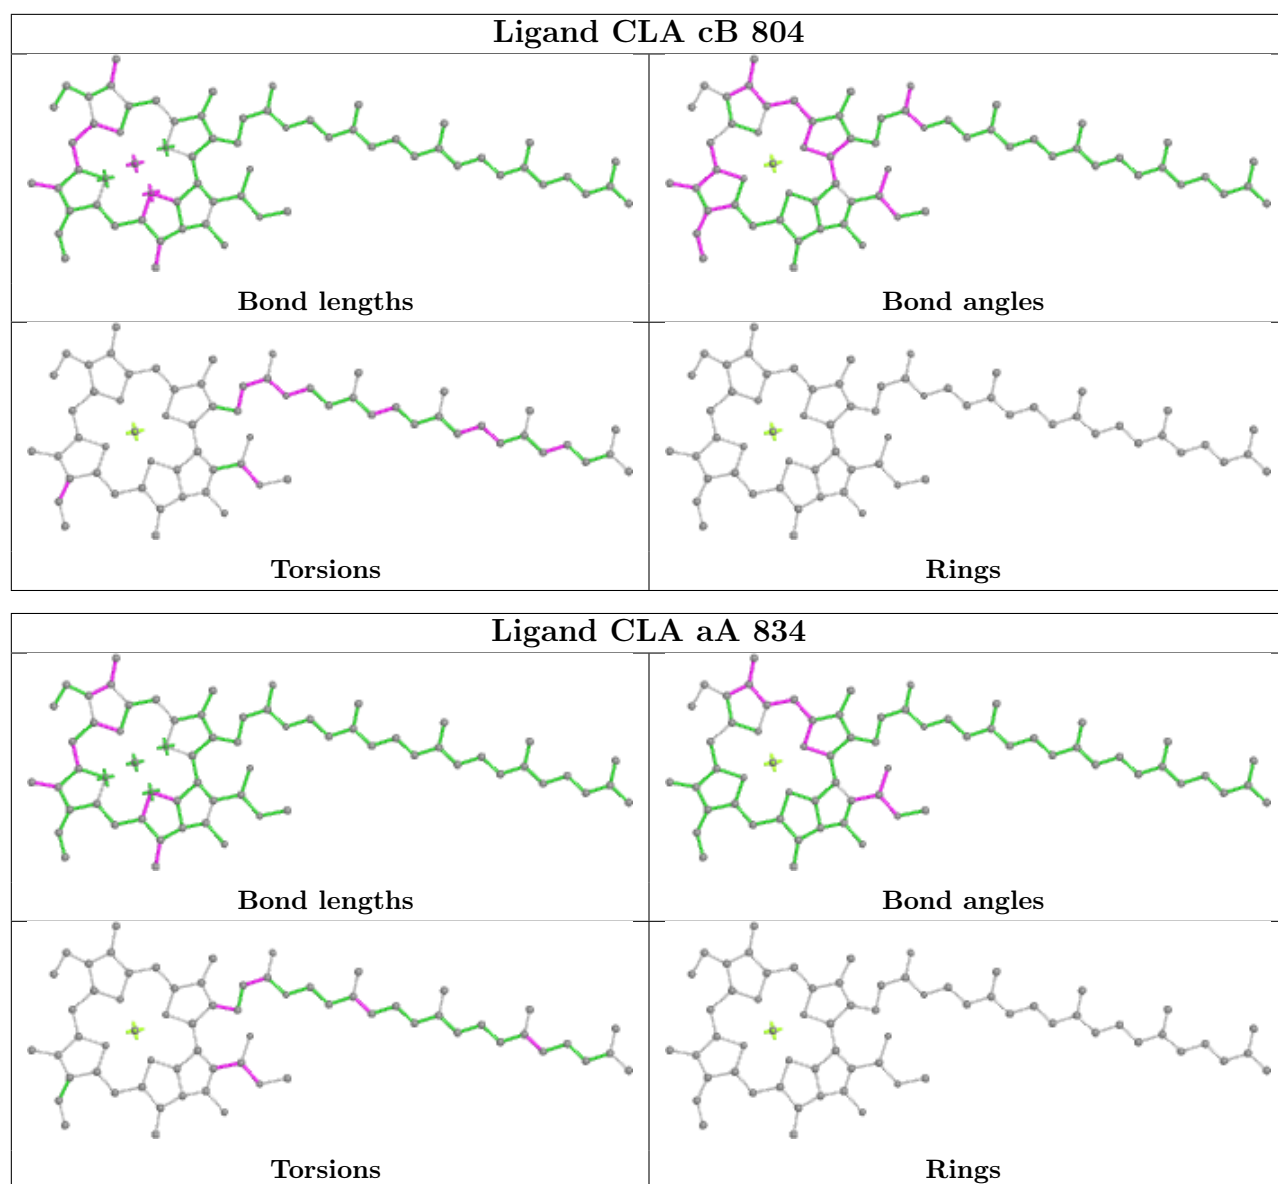 Ligand CLA cB 804
Bond lengths
Bond angles
Torsions
Rings
Ligand CLA aA 834
Bond lengths
Bond angles
Torsions
Rings